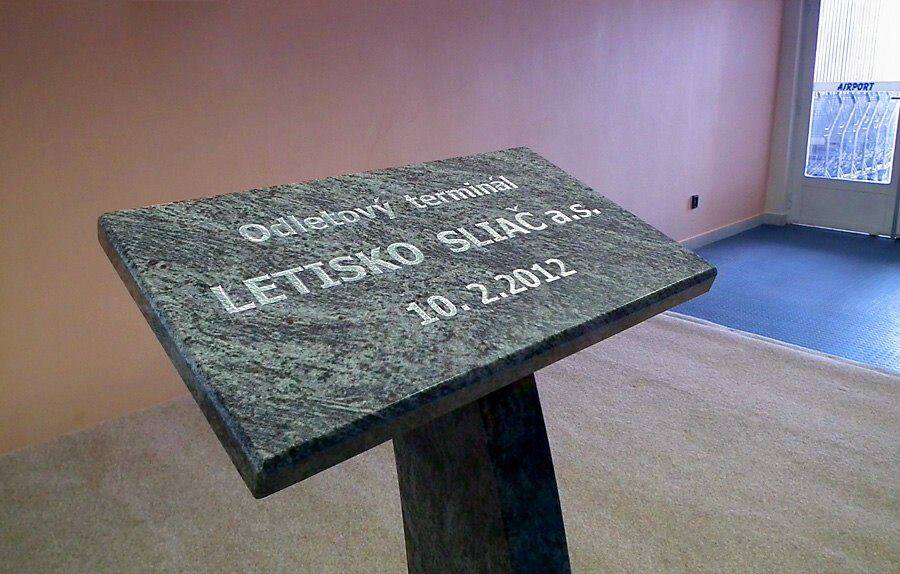 Odletový terminál
LETISKO SLIAČ a.s.
10. 2.2012
AIRPORT